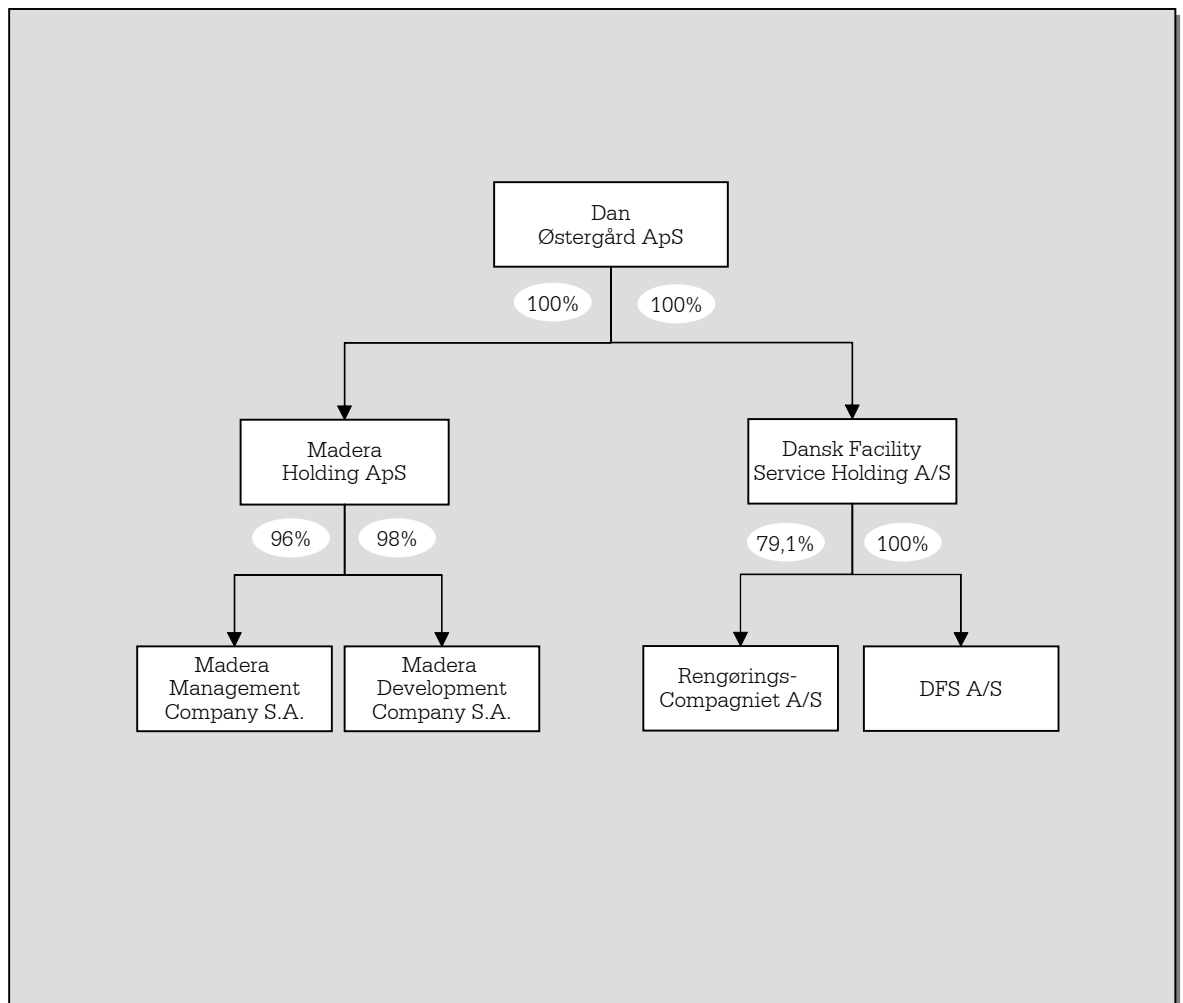 Dan
Østergård ApS
100%
100%
Madera
Holding ApS
Dansk Facility
Service Holding A/S
96%
98%
79,1%
100%
Madera
Management
Company S.A.
Madera
Development
Company S.A.
Rengørings-
Compagniet A/S
DFS A/S